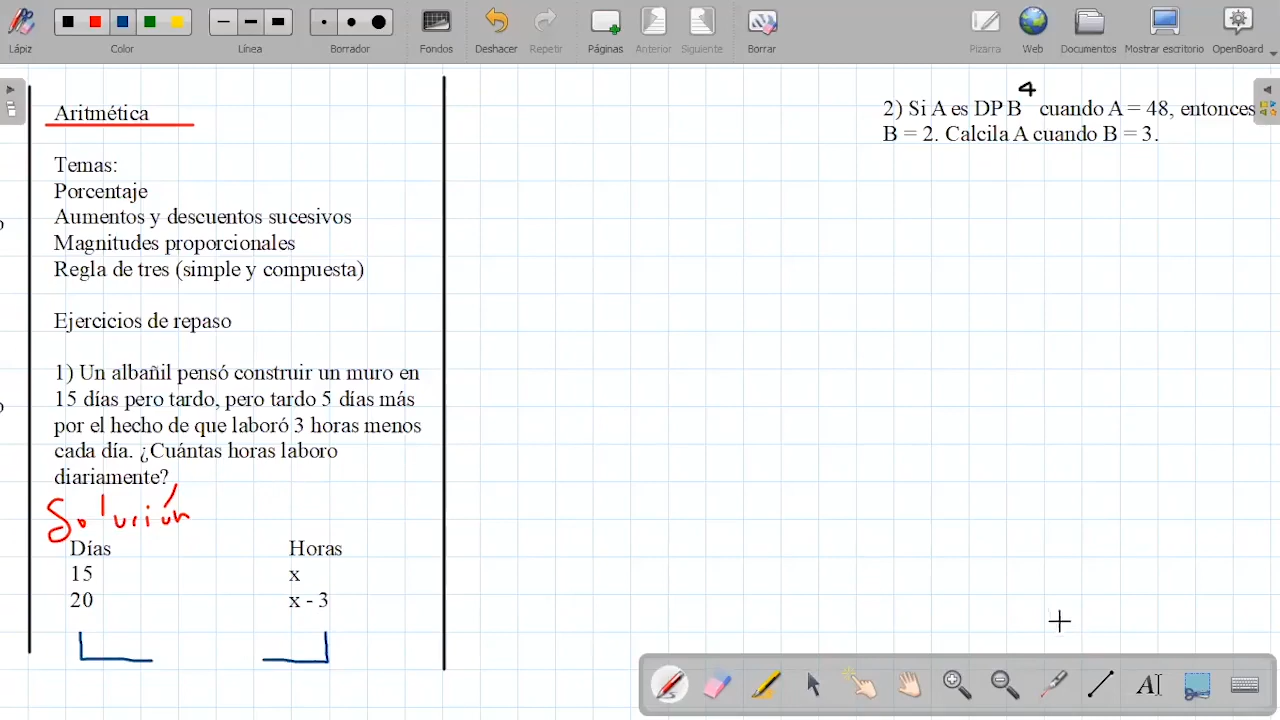 Lápiz
Color
Línea
Borrador
Fondos
Deshacer
Repetir
Páginas
Anterior
Siguiente
Borrar
Pizarra
Web
Documentos
Mostrar escritorio
OpenBoard
Aritmética
Temas:
Porcentaje
Aumentos y descuentos sucesivos
Magnitudes proporcionales
Regla de tres (simple y compuesta)
Ejercicios de repaso
1) Un albañil pensó construir un muro en
15 días pero tardo, pero tardo 5 días más
por el hecho de que laboró 3 horas menos
cada día. ¿Cuántas horas laboro
diariamente?
Solución
Días Horas
15 x
20 x - 3
2) Si A es DP B⁴ cuando A = 48, entonces
B = 2. Calcila A cuando B = 3.